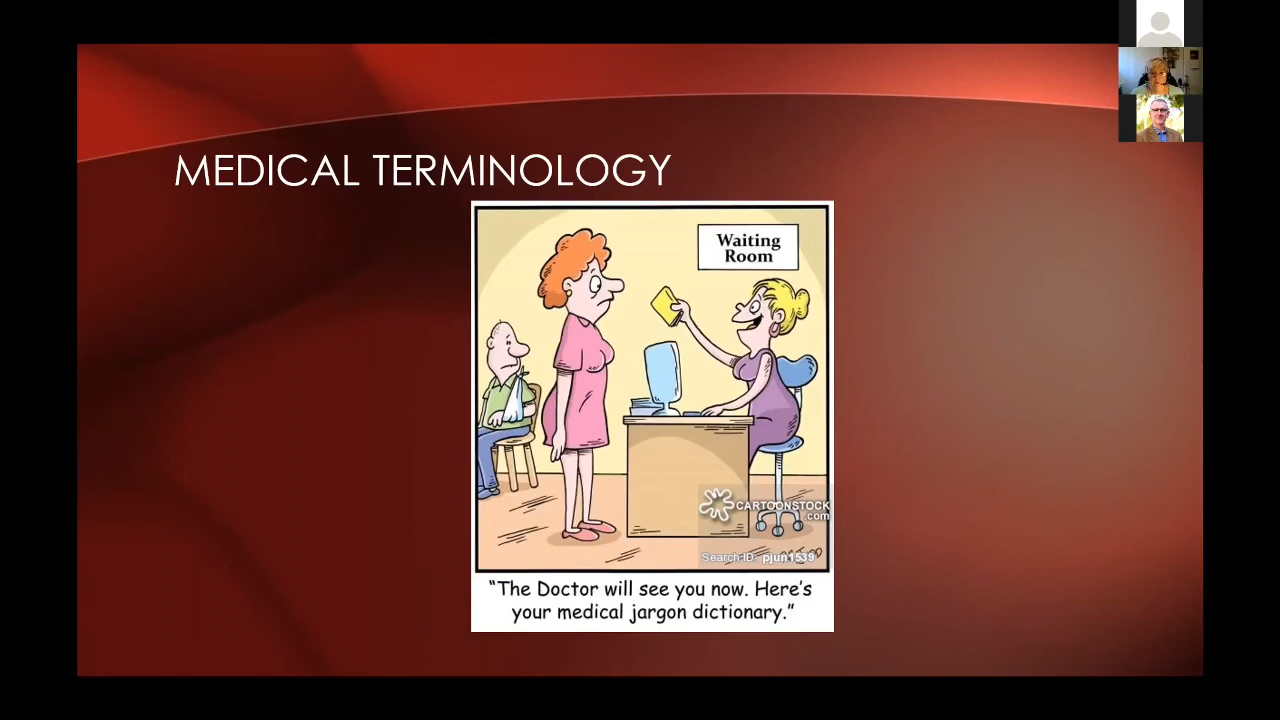 MEDICAL TERMINOLOGY
Waiting
Room
CARTOONSTOCK
.com
Search ID: pjun1539
“The Doctor will see you now. Here’s
your medical jargon dictionary.”